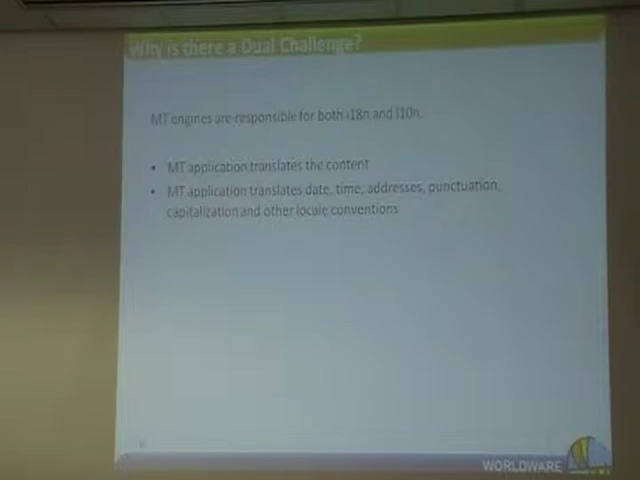 Why is there a Dual Challenge?
MT engines are responsible for both i18n and l10n.
• MT application translates the content
• MT application translates date, time, addresses, punctuation,
capitalization and other locale conventions
WORLDWARE